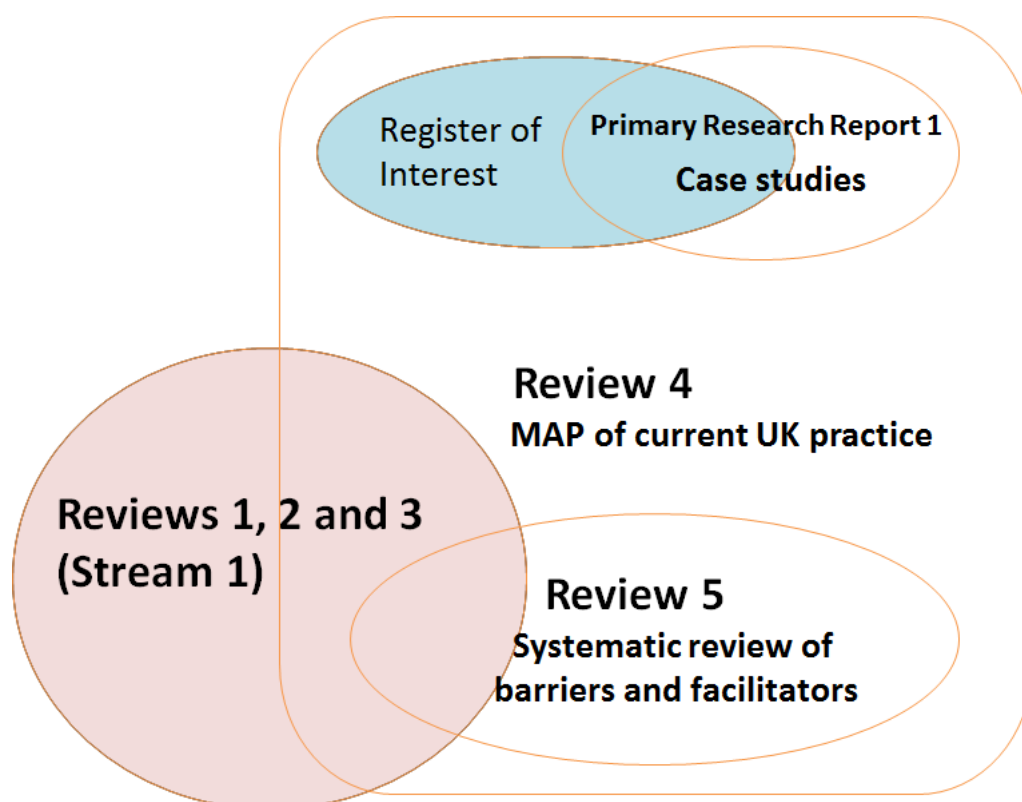 Register of
Interest
Primary Research Report 1
Case studies
Review 4
MAP of current UK practice
Reviews 1, 2 and 3
(Stream 1)
Review 5
Systematic review of
barriers and facilitators